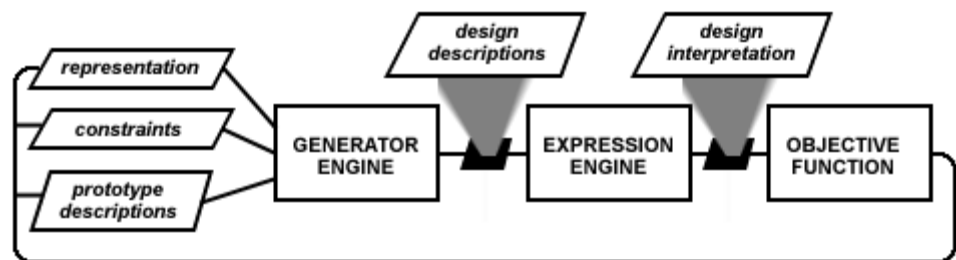 representation
constraints
prototype
descriptions
GENERATOR
ENGINE
design
descriptions
EXPRESSION
ENGINE
design
interpretation
OBJECTIVE
FUNCTION